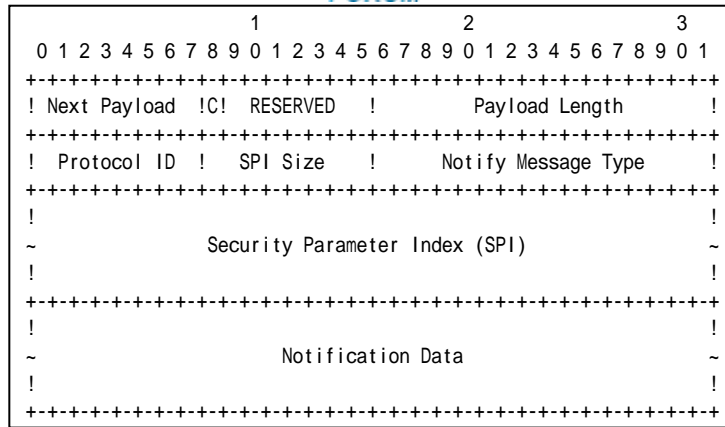 1                   2                   3
 0 1 2 3 4 5 6 7 8 9 0 1 2 3 4 5 6 7 8 9 0 1 2 3 4 5 6 7 8 9 0 1
+-+-+-+-+-+-+-+-+-+-+-+-+-+-+-+-+-+-+-+-+-+-+-+-+-+-+-+-+-+-+-+-+
! Next Payload  !C!  RESERVED   !         Payload Length        !
+-+-+-+-+-+-+-+-+-+-+-+-+-+-+-+-+-+-+-+-+-+-+-+-+-+-+-+-+-+-+-+-+
!  Protocol ID  !   SPI Size    !      Notify Message Type      !
+-+-+-+-+-+-+-+-+-+-+-+-+-+-+-+-+-+-+-+-+-+-+-+-+-+-+-+-+-+-+-+-+
!                                                               !
~                Security Parameter Index (SPI)                 ~
!                                                               !
+-+-+-+-+-+-+-+-+-+-+-+-+-+-+-+-+-+-+-+-+-+-+-+-+-+-+-+-+-+-+-+-+
!                                                               !
~                       Notification Data                       ~
!                                                               !
+-+-+-+-+-+-+-+-+-+-+-+-+-+-+-+-+-+-+-+-+-+-+-+-+-+-+-+-+-+-+-+-+